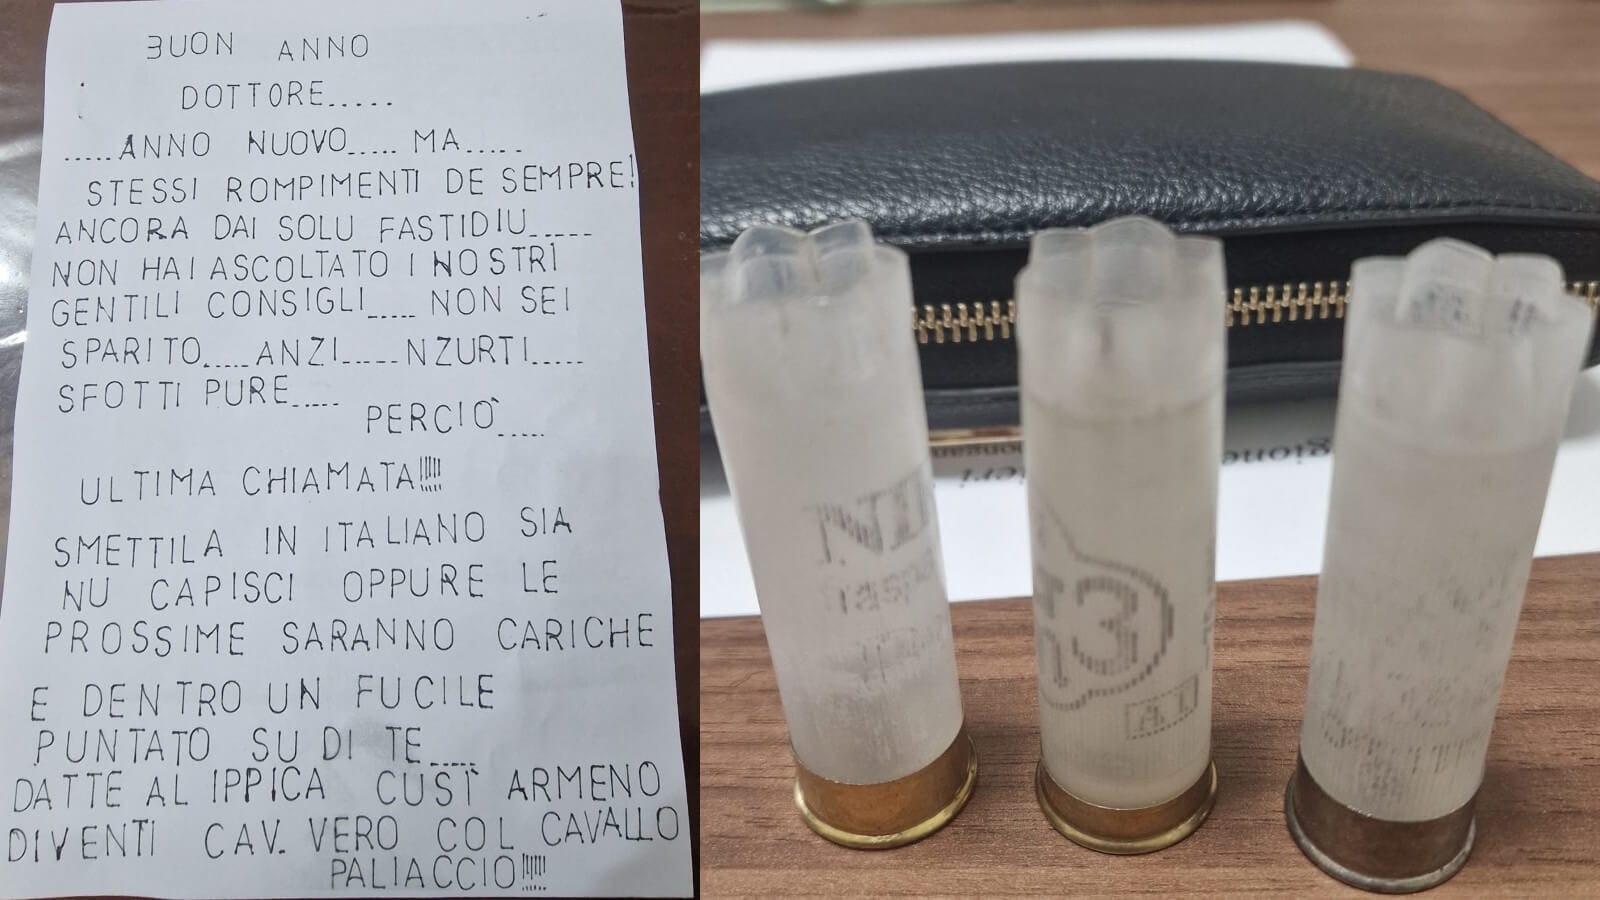 BUON ANNO
DOTTORE.....
.....ANNO NUOVO..... MA.....
STESSI ROMPIMENTI DE SEMPRE!
ANCORA DAI SOLU FASTIDIU.....
NON HAI ASCOLTATO I NOSTRI
GENTILI CONSIGLI..... NON SEI
SPARITO.....ANZI.....NZURTI.....
SFOTTI PURE.....
PERCIÒ.....
ULTIMA CHIAMATA!!!!!
SMETTILA IN ITALIANO SIA
NU CAPISCI OPPURE LE
PROSSIME SARANNO CARICHE
E DENTRO UN FUCILE
PUNTATO SU DI TE.....
DATTE AL IPPICA CUSÌ ARMENO
DIVENTI CAV. VERO COL CAVALLO
PALIACCIO!!!!!!
T3